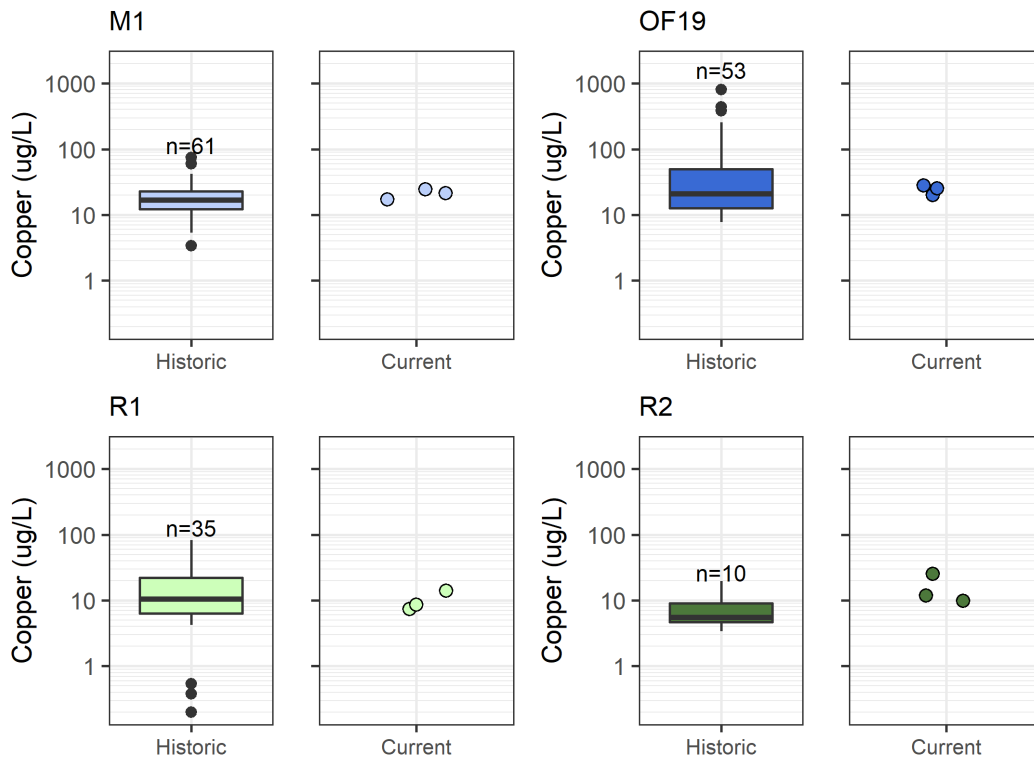 M1
OF19
Copper (ug/L)
1000
100
10
1
n=61
Historic
Current
Copper (ug/L)
1000
100
10
1
n=53
Historic
Current
R1
R2
Copper (ug/L)
1000
100
10
1
n=35
Historic
Current
Copper (ug/L)
1000
100
10
1
n=10
Historic
Current